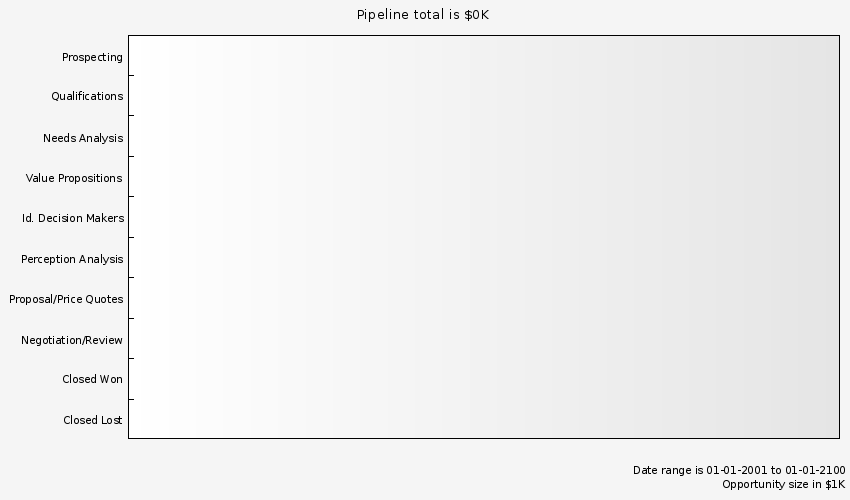 Pipeline total is $0K
Prospecting
Qualifications
Needs Analysis
Value Propositions
Id. Decision Makers
Perception Analysis
Proposal/Price Quotes
Negotiation/Review
Closed Won
Closed Lost
Date range is 01-01-2001 to 01-01-2100
Opportunity size in $1K